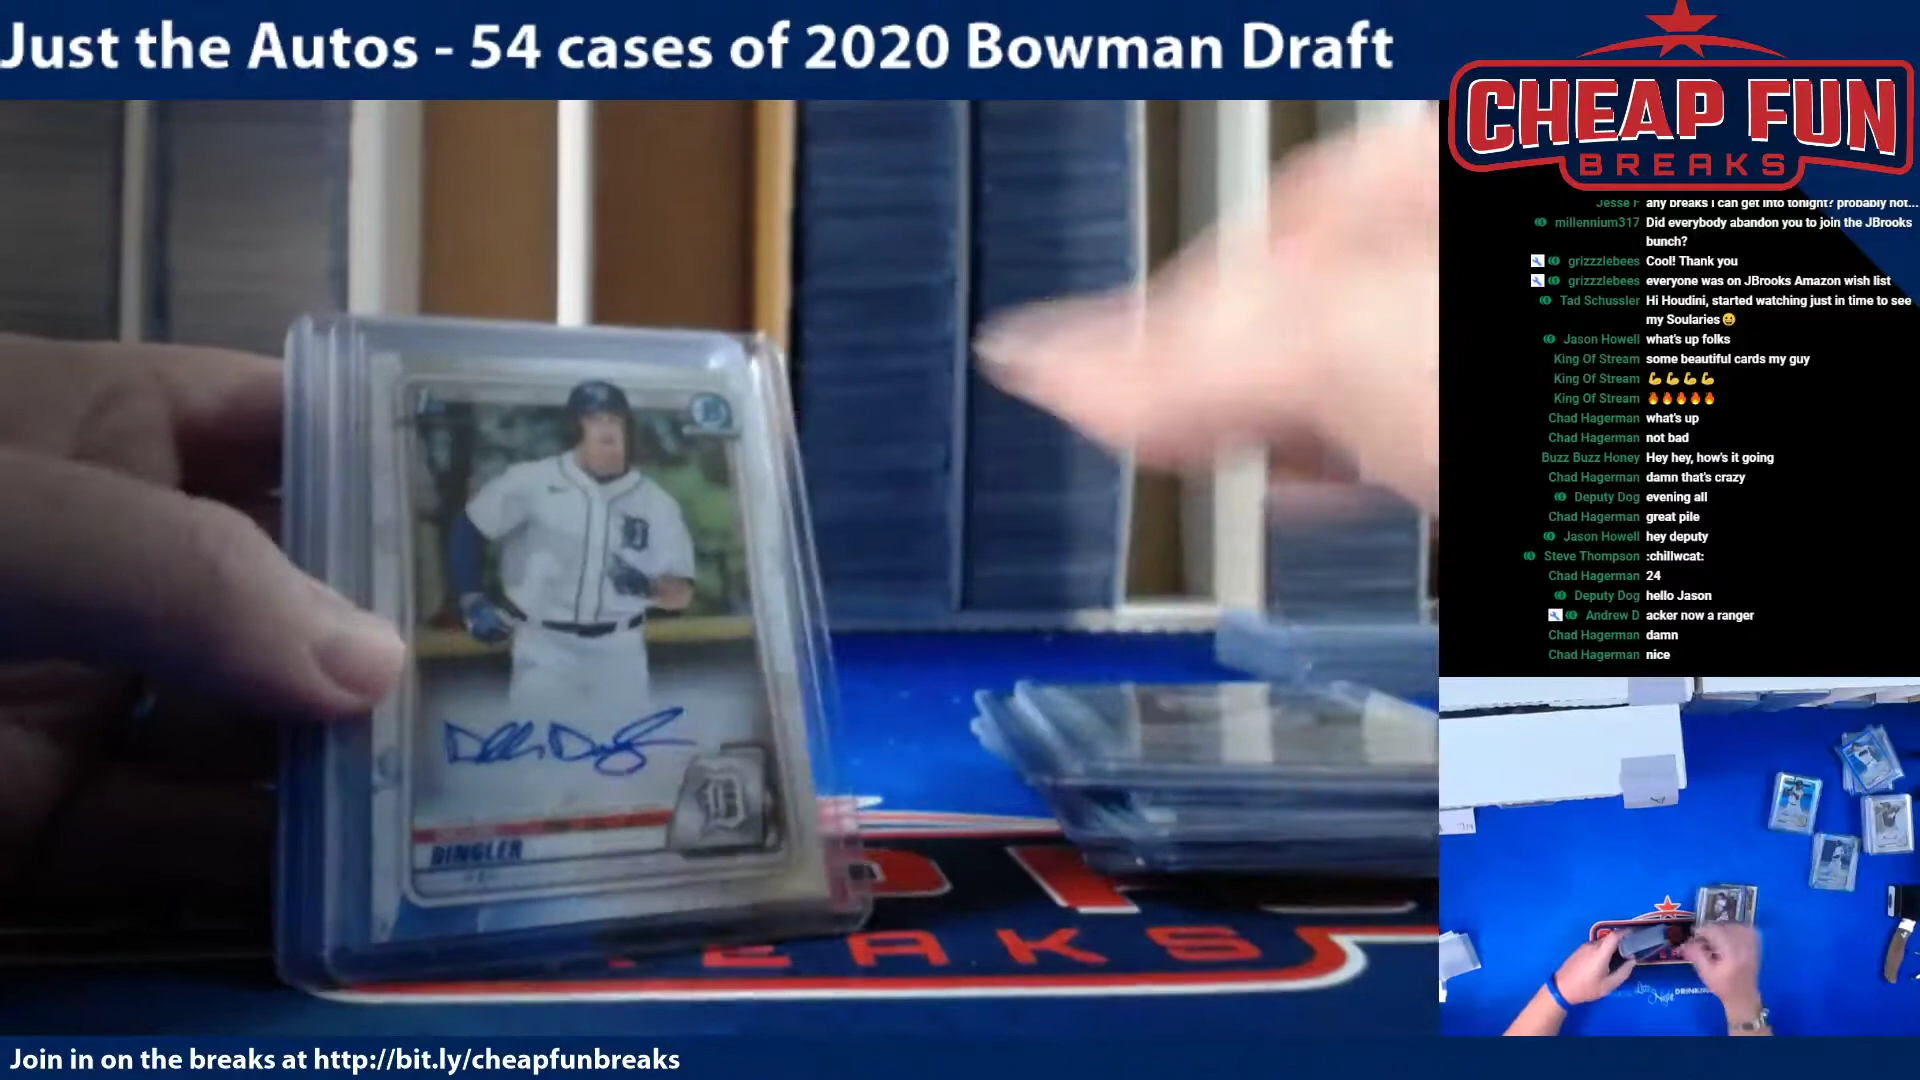 Just the Autos - 54 cases of 2020 Bowman Draft
CHEAP FUN
BREAKS
Jesse F any breaks I can get into tonight? probably not...
millennium317 Did everybody abandon you to join the JBrooks
bunch?
grizzzlebees Cool! Thank you
grizzzlebees everyone was on JBrooks Amazon wish list
Tad Schussler Hi Houdini, started watching just in time to see
my Soularies😀
Jason Howell what's up folks
King Of Stream some beautiful cards my guy
King Of Stream 💪💪💪💪
King Of Stream 🔥🔥🔥🔥🔥
Chad Hagerman what's up
Chad Hagerman not bad
Buzz Buzz Honey Hey hey, how's it going
Chad Hagerman damn that's crazy
Deputy Dog evening all
Chad Hagerman great pile
Jason Howell hey deputy
Steve Thompson :chillwcat:
Chad Hagerman 24
Deputy Dog hello Jason
Andrew D acker now a ranger
Chad Hagerman damn
Chad Hagerman nice
DINGLER
EAKS
Join in on the breaks at http://bit.ly/cheapfunbreaks